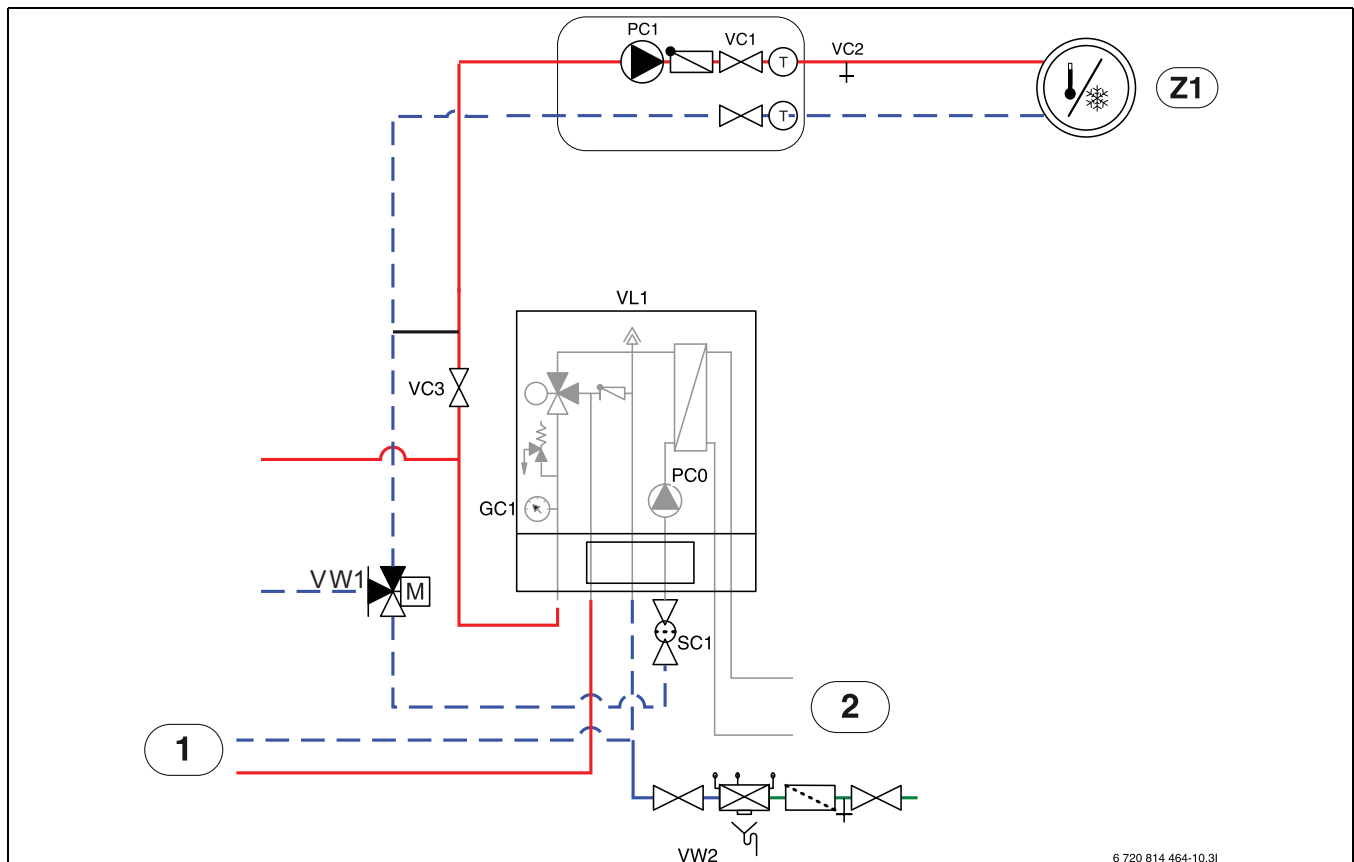 PC1
VC1
VC2
T
T
Z1
VL1
VC3
PC0
GC1
VW1
M
SC1
2
1
VW2
6 720 814 464-10.3I